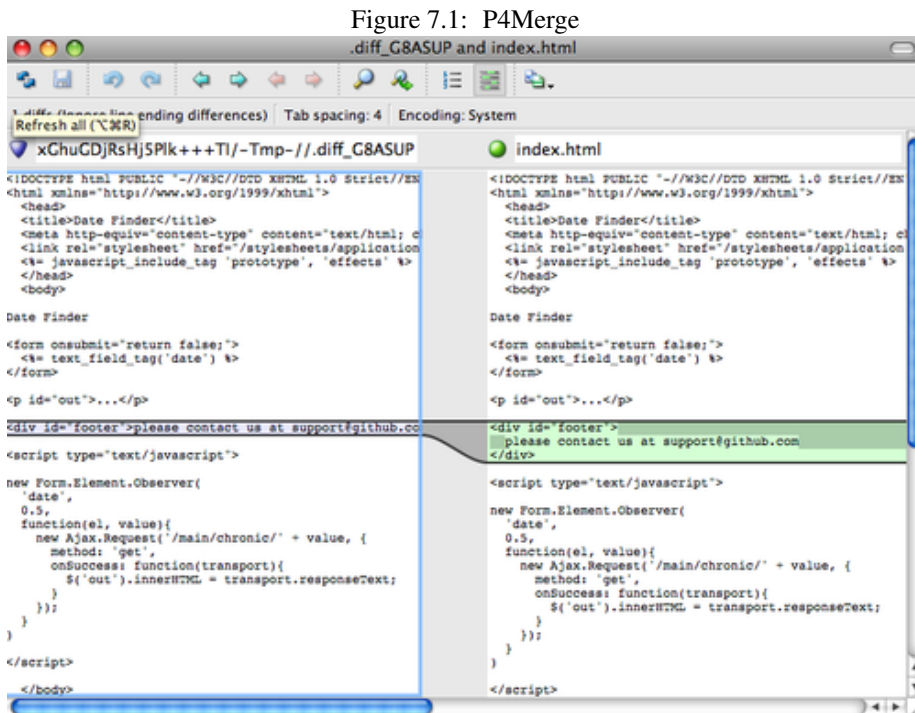 Figure 7.1: P4Merge
.diff_G8ASUP and index.html
1 diffs (Ignore line ending differences) Tab spacing: 4 Encoding: System
Refresh all (⌥⌘R)
xGhuGDjRsHj5Plk+++TI/-Tmp-//.diff_G8ASUP
<!DOCTYPE html PUBLIC "-//W3C//DTD XHTML 1.0 Strict//EN
<html xmlns="http://www.w3.org/1999/xhtml">
<head>
<title>Date Finder</title>
<meta http-equiv="content-type" content="text/html; c
<link rel="stylesheet" href="/stylesheets/application
<%= javascript_include_tag 'prototype', 'effects' %>
</head>
<body>
Date Finder
<form onsubmit="return false;">
<%= text_field_tag('date') %>
</form>
<p id="out">...</p>
<div id="footer">please contact us at support@github.co
<script type="text/javascript">
new Form.Element.Observer(
'date',
0.5,
function(el, value){
new Ajax.Request('/main/chronic/' + value, {
method: 'get',
onSuccess: function(transport){
$('out').innerHTML = transport.responseText;
}
});
}
)
</script>
</body>
index.html
<!DOCTYPE html PUBLIC "-//W3C//DTD XHTML 1.0 Strict//EN
<html xmlns="http://www.w3.org/1999/xhtml">
<head>
<title>Date Finder</title>
<meta http-equiv="content-type" content="text/html; c
<link rel="stylesheet" href="/stylesheets/application
<%= javascript_include_tag 'prototype', 'effects' %>
</head>
<body>
Date Finder
<form onsubmit="return false;">
<%= text_field_tag('date') %>
</form>
<p id="out">...</p>
<div id="footer">
please contact us at support@github.com
</div>
<script type="text/javascript">
new Form.Element.Observer(
'date',
0.5,
function(el, value){
new Ajax.Request('/main/chronic/' + value, {
method: 'get',
onSuccess: function(transport){
$('out').innerHTML = transport.responseText;
}
});
}
)
</script>